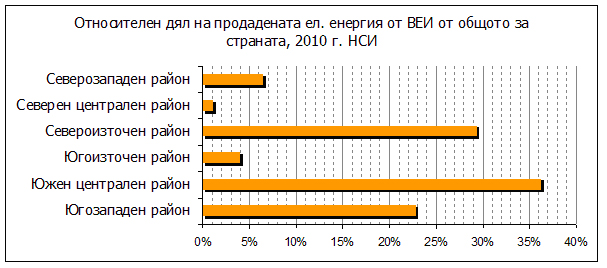 Относителен дял на продадената ел. енергия от ВЕИ от общото за
страната, 2010 г. НСИ
Северозападен район
Северен централен район
Североизточен район
Югоизточен район
Южен централен район
Югозападен район
0% 5% 10% 15% 20% 25% 30% 35% 40%